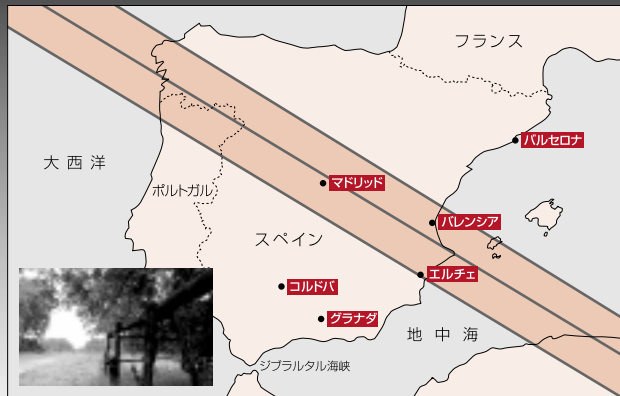 フランス
バルセロナ
大西洋
マドリッド
ポルトガル
バレンシア
スペイン
エルチェ
コルドバ
グラナダ
地中海
ジブラルタル海峡